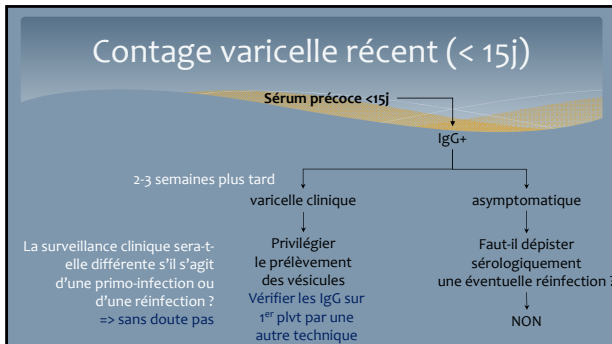 Contage varicelle récent (< 15j)
Sérum précoce <15j
IgG+
2-3 semaines plus tard
varicelle clinique
asymptomatique
La surveillance clinique sera-t-
elle différente s'il s'agit
d'une primo-infection ou
d'une réinfection ?
=> sans doute pas
Privilégier
le prélèvement
des vésicules
Vérifier les IgG sur
1er plvt par une
autre technique
Faut-il dépister
sérologiquement
une éventuelle réinfection ?
NON